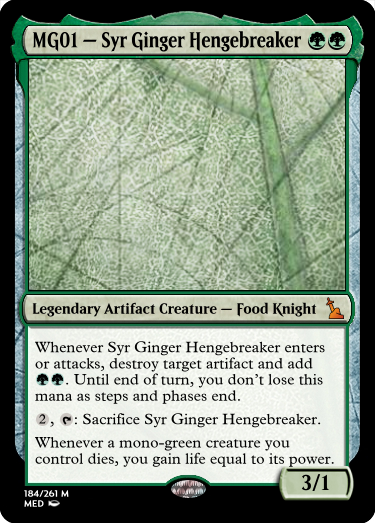 MG01 — Syr Ginger Hengebreaker
Legendary Artifact Creature — Food Knight
Whenever Syr Ginger Hengebreaker enters
or attacks, destroy target artifact and add
. Until end of turn, you don't lose this
mana as steps and phases end.
2, : Sacrifice Syr Ginger Hengebreaker.
Whenever a mono-green creature you
control dies, you gain life equal to its power.
3/1
184/261 M
MED